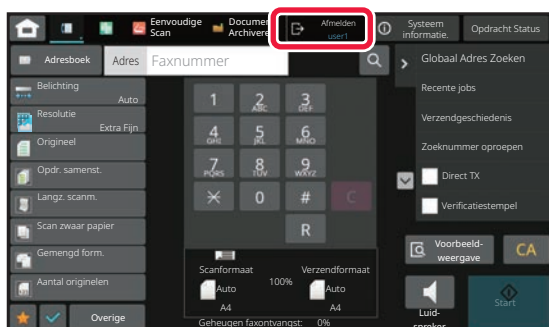 Eenvoudige
Scan
Documen
Archivere
Afmelden
user1
Systeem
informatie.
Opdracht Status
Adresboek
Adres
Faxnummer
Globaal Adres Zoeken
Belichting
Auto
Resolutie
Extra Fijn
Origineel
Opdr. samenst.
Langz. scanm.
Scan zwaar papier
Gemengd form.
Aantal originelen
Overige
1
2
ABC
3
DEF
4
GHI
5
JKL
6
MNO
7
PQRS
8
TUV
9
WXYZ
0
#
C
R
Scanformaat
Auto
A4
100%
Verzendformaat
Auto
A4
Geheugen faxontvangst: 0%
Recente jobs
Verzendgeschiedenis
Zoeknummer oproepen
Direct TX
Verificatiestempel
Voorbeeld-
weergave
CA
Luid-
spreker
Start